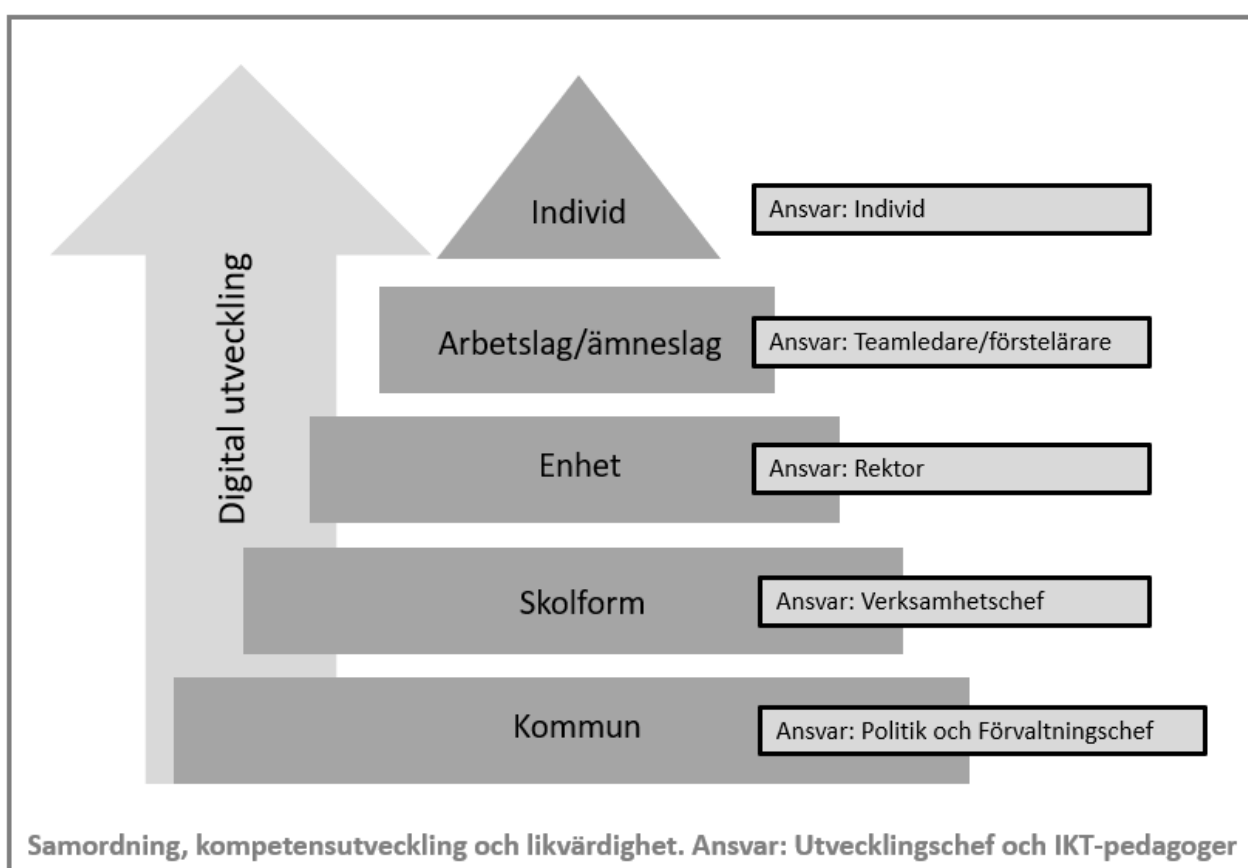 Individ
Ansvar: Individ
Digital utveckling
Arbetslag/ämneslag
Ansvar: Teamledare/förstelärare
Enhet
Ansvar: Rektor
Skolform
Ansvar: Verksamhetschef
Kommun
Ansvar: Politik och Förvaltningschef
Samordning, kompetensutveckling och likvärdighet. Ansvar: Utvecklingschef och IKT-pedagoger